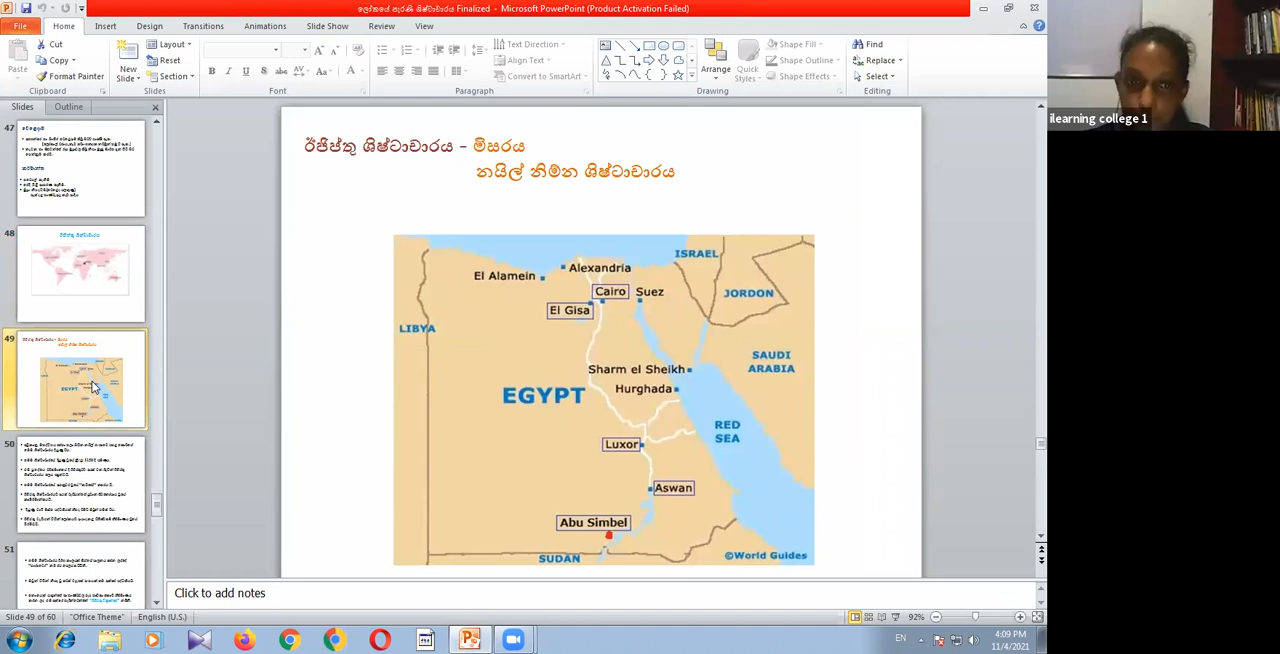 ලෝකයේ පැරණි ශිෂ්ටාචාරය Finalized - Microsoft PowerPoint (Product Activation Failed)
File Home Insert Design Transitions Animations Slide Show Review View
Paste
Cut
Copy
Format Painter
Clipboard
New Slide
Layout
Reset
Section
Slides
Font
Text Direction
Align Text
Convert to SmartArt
Paragraph
Arrange
Quick Styles
Shape Fill
Shape Outline
Shape Effects
Drawing
Find
Replace
Select
Editing
ilearning college 1
Slides Outline
47
48
49
50
51
ඊජිප්තු ශිෂ්ටාචාරය - මිසරය
නයිල් නිම්න ශිෂ්ටාචාරය
ISRAEL
Alexandria
El Alamein
Cairo Suez
JORDON
El Gisa
LIBYA
SAUDI
ARABIA
Sharm el Sheikh
Hurghada
EGYPT
RED
SEA
Luxor
Aswan
Abu Simbel
SUDAN
©World Guides
Click to add notes
Slide 49 of 60 "Office Theme" English (U.S.) 92%
EN 4:09 PM
11/4/2021